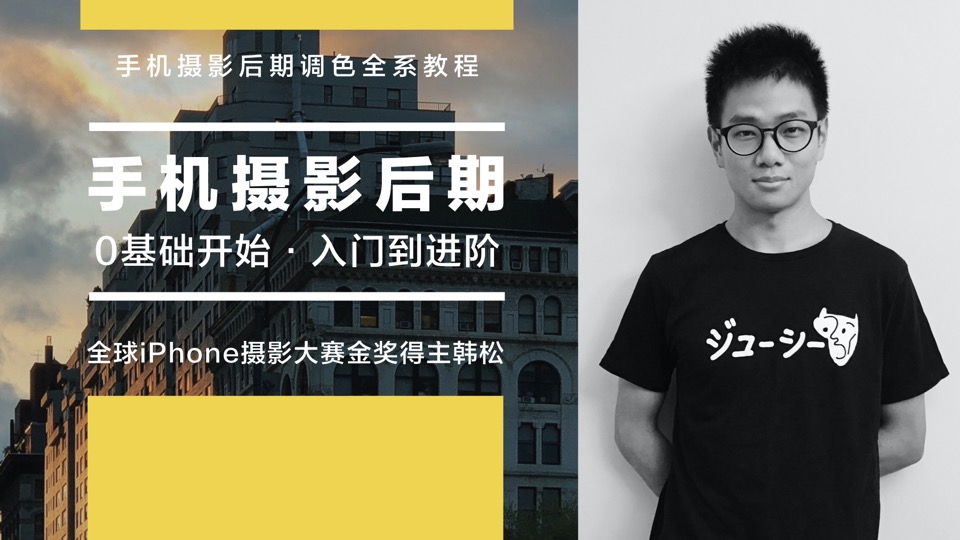 手机摄影后期调色全系教程
手机摄影后期
0基础开始·入门到进阶
全球iPhone摄影大赛金奖得主韩松
ジューシー